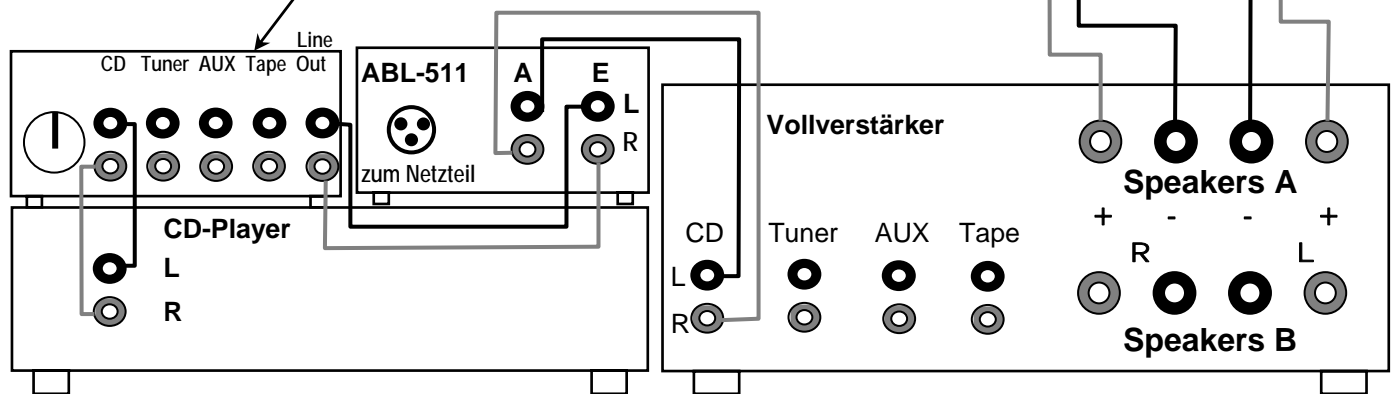 Line
CD Tuner AUX Tape Out
ABL-511 A E
L
R
zum Netzteil
CD-Player
L
R
Vollverstärker
Speakers A
+ - - +
R L
Speakers B
CD Tuner AUX Tape
L
R